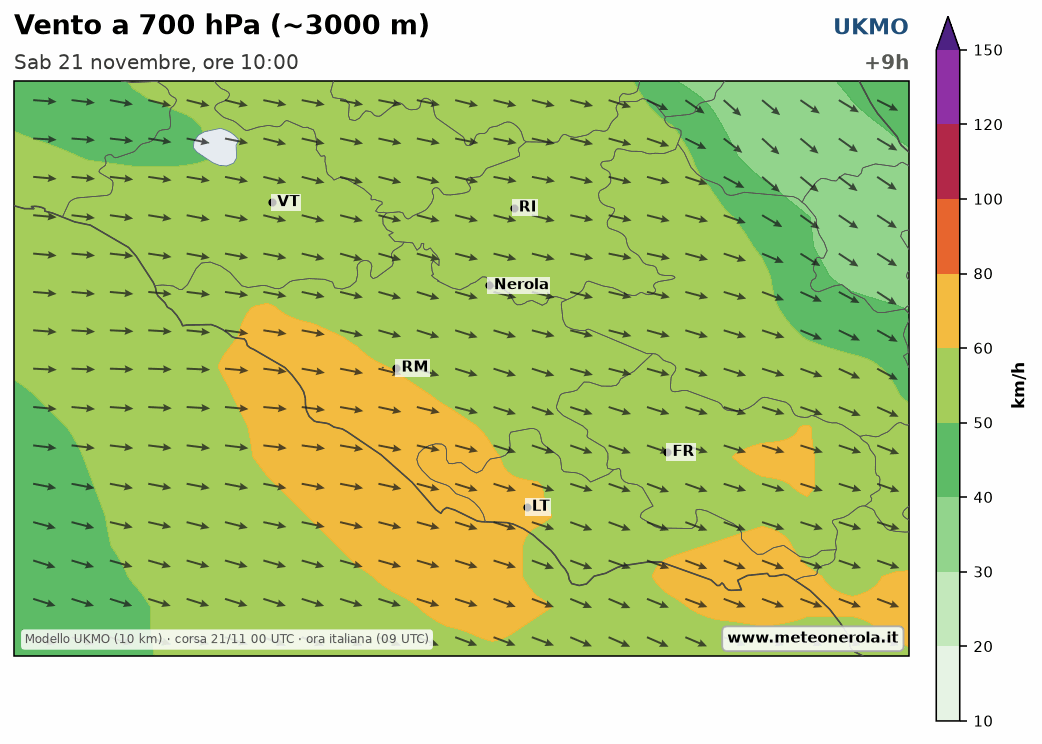 Vento a 700 hPa (~3000 m)
UKMO
Sab 21 novembre, ore 10:00
+9h
VT
RI
Nerola
RM
FR
LT
Modello UKMO (10 km) · corsa 21/11 00 UTC · ora italiana (09 UTC)
www.meteonerola.it
150
120
100
80
60
50
40
30
20
10
km/h